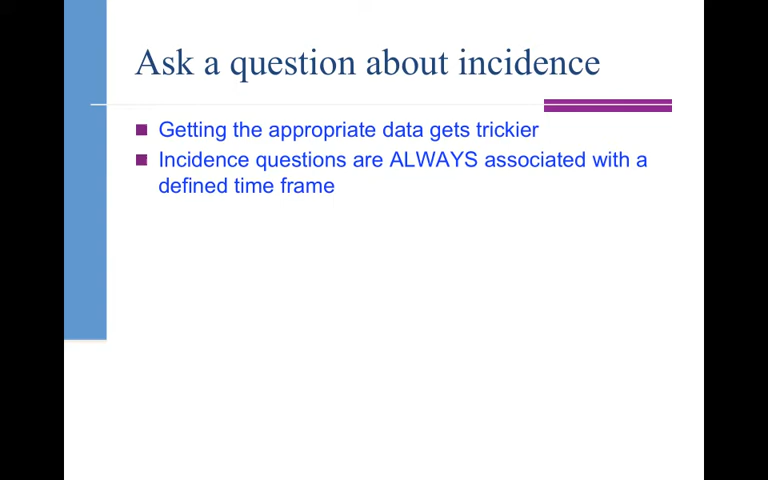 Ask a question about incidence
Getting the appropriate data gets trickier
Incidence questions are ALWAYS associated with a
defined time frame